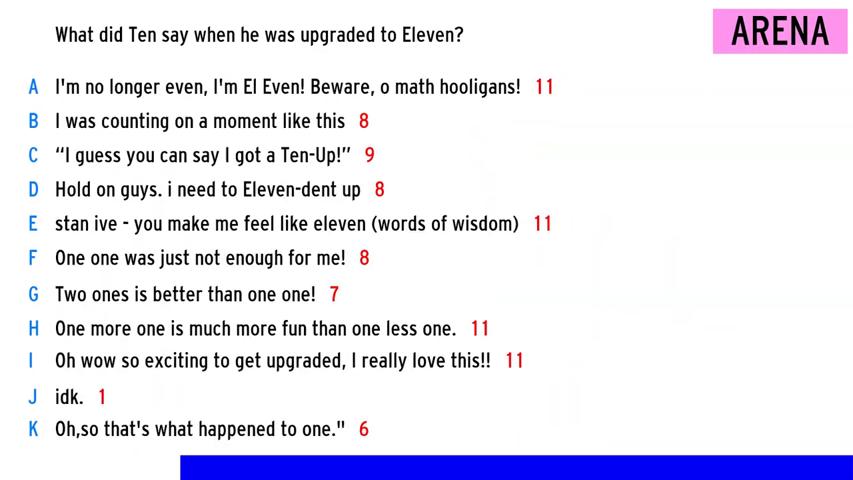 What did Ten say when he was upgraded to Eleven?
ARENA
A I'm no longer even, I'm El Even! Beware, o math hooligans! 11
B I was counting on a moment like this 8
C “I guess you can say I got a Ten-Up!” 9
D Hold on guys. i need to Eleven-dent up 8
E stan ive - you make me feel like eleven (words of wisdom) 11
F One one was just not enough for me! 8
G Two ones is better than one one! 7
H One more one is much more fun than one less one. 11
I Oh wow so exciting to get upgraded, I really love this!! 11
J idk. 1
K Oh,so that's what happened to one." 6